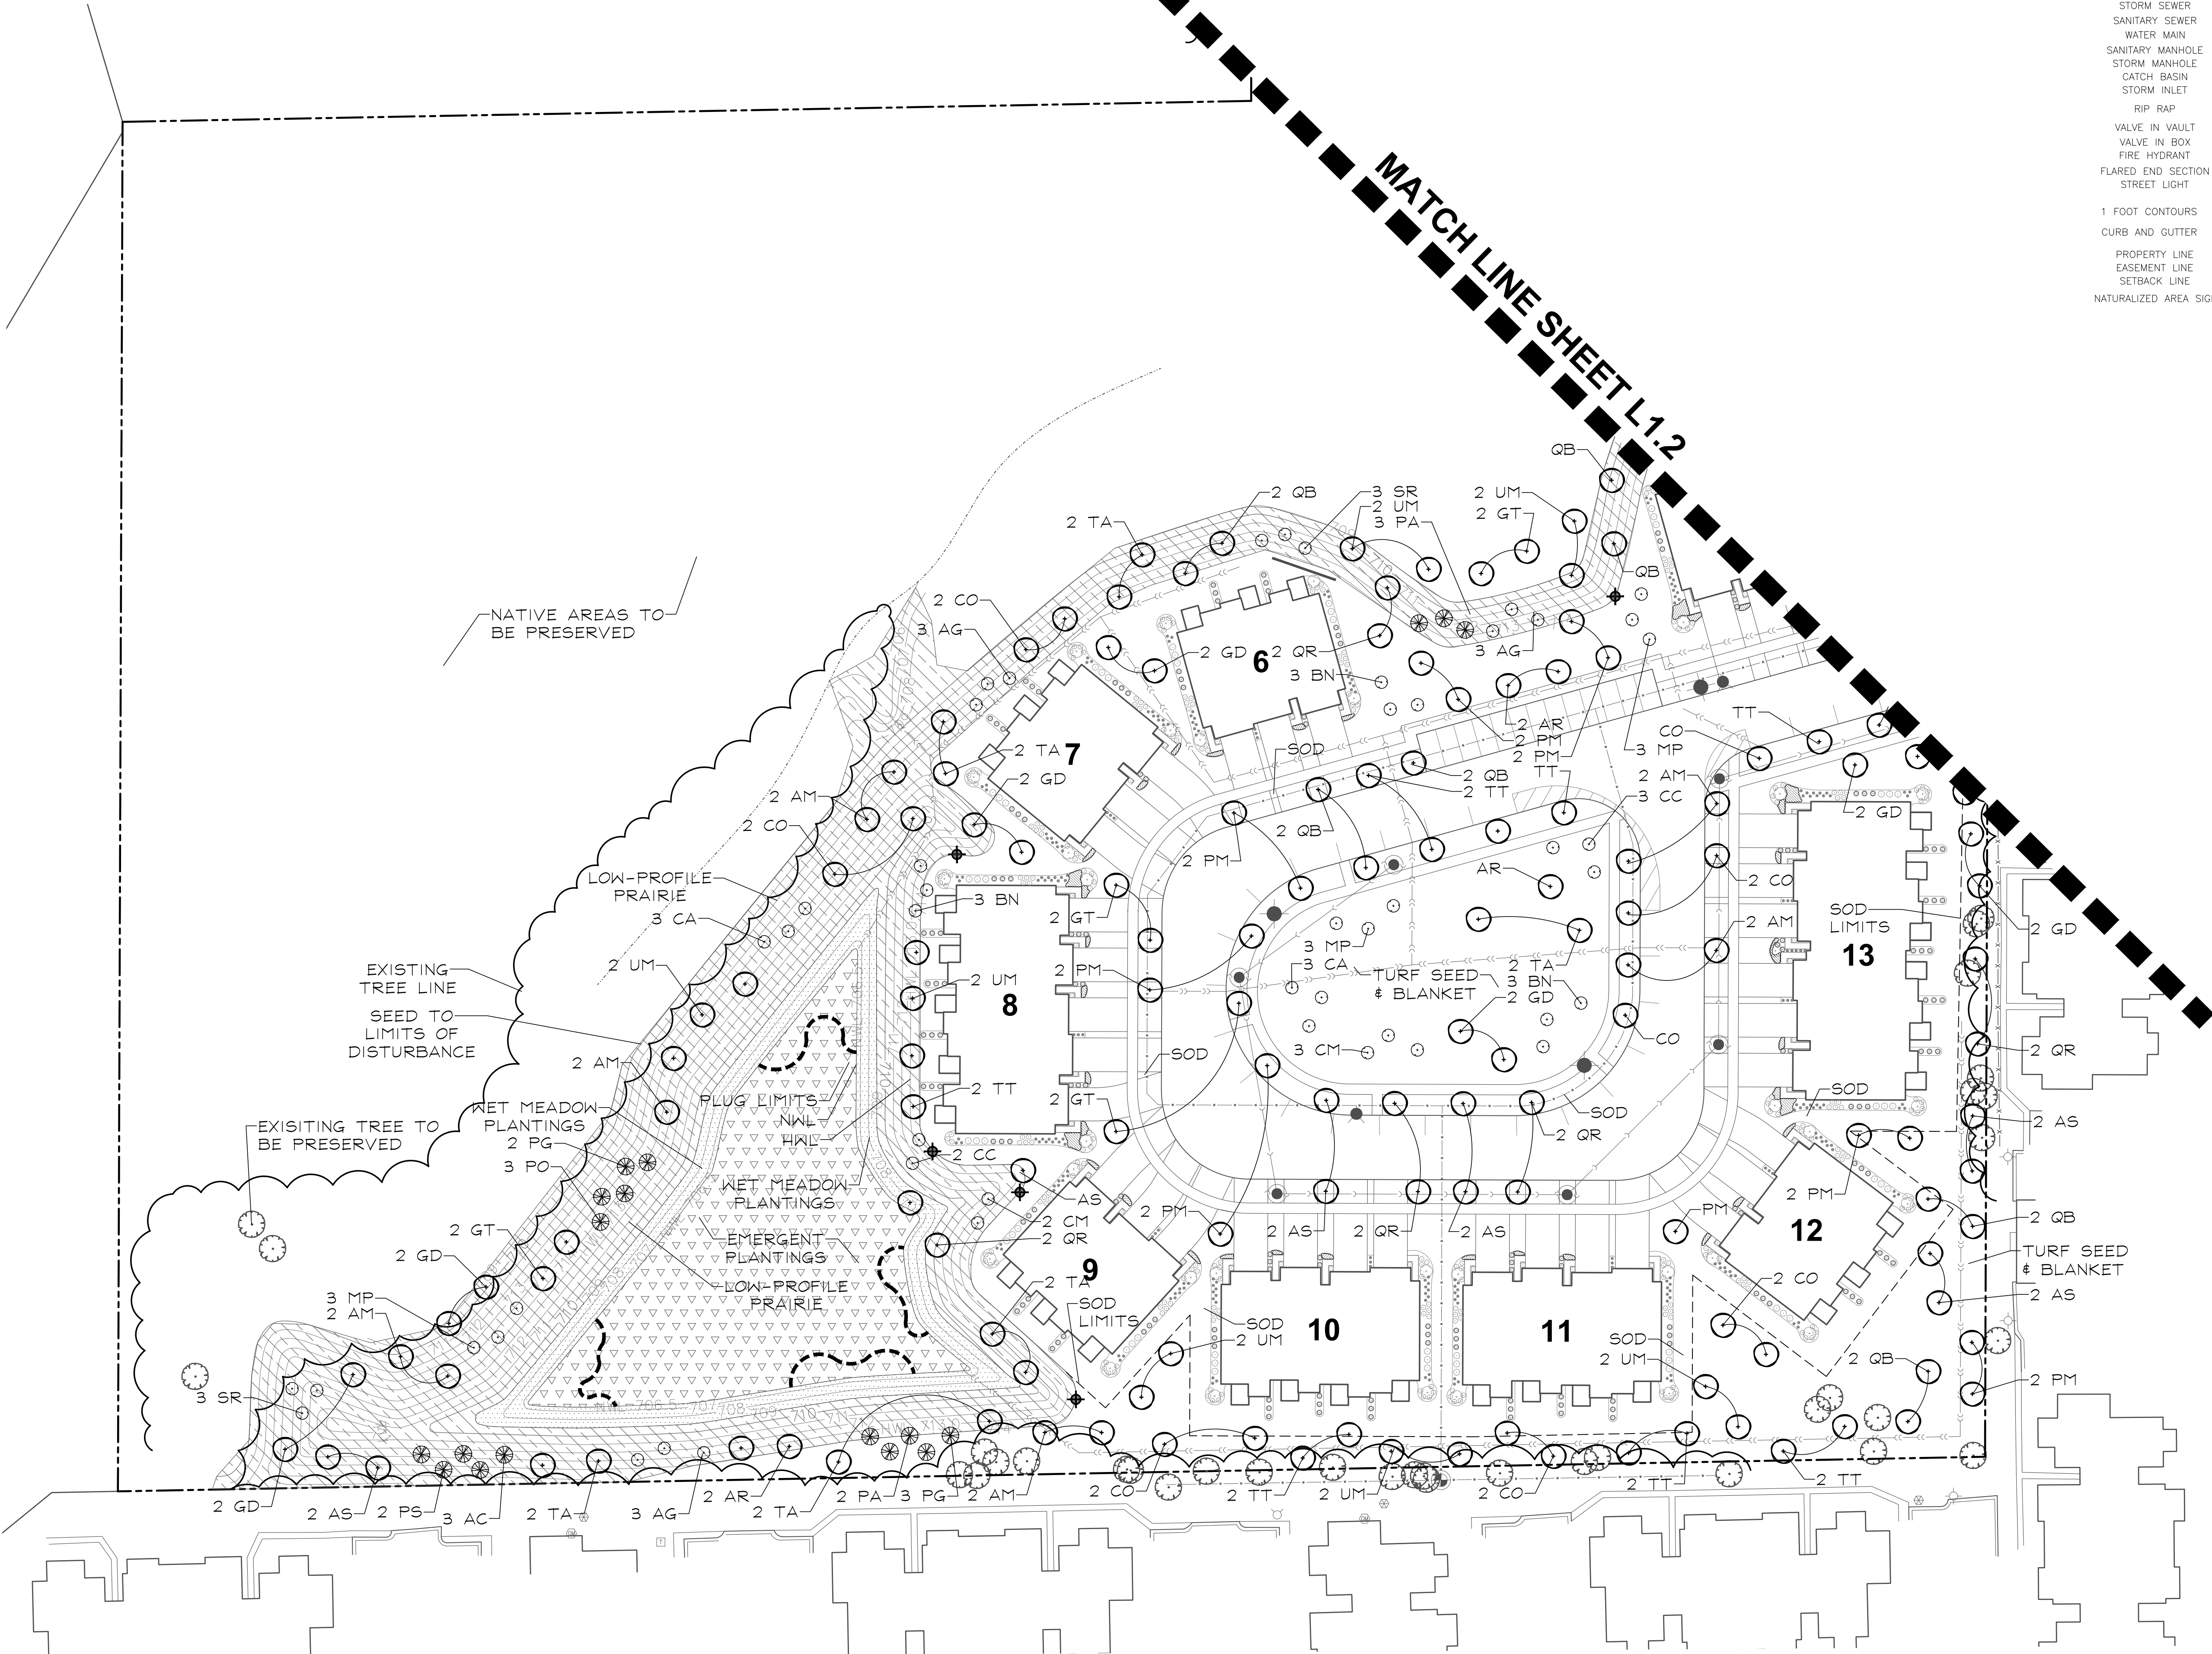 STORM SEWER
SANITARY SEWER
WATER MAIN
SANITARY MANHOLE
STORM MANHOLE
CATCH BASIN
STORM INLET
RIP RAP
VALVE IN VAULT
VALVE IN BOX
FIRE HYDRANT
FLARED END SECTION
STREET LIGHT
1 FOOT CONTOURS
CURB AND GUTTER
PROPERTY LINE
EASEMENT LINE
SETBACK LINE
NATURALIZED AREA SIG
MATCH LINE SHEET L1.2
QB
2 QB
3 SR
2 UM
3 PA
2 UM
2 GT
2 TA
QB
NATIVE AREAS TO
BE PRESERVED
2 CO
3 AG
2 GD
6
2 QR
3 BN
3 AG
2 AR
2 PM
2 PM
3 MP
TT
CO
TT
2 TA
7
2 GD
SOD
2 QB
2 TT
2 AM
3 CC
2 AM
2 CO
2 QB
2 PM
2 GD
LOW-PROFILE
PRAIRIE
3 CA
3 BN
2 GT
AR
2 CO
SOD
LIMITS
13
2 GD
2 AM
3 MP
3 CA
TURF SEED
& BLANKET
2 TA
3 BN
2 GD
EXISTING
TREE LINE
2 UM
2 UM
8
2 PM
SEED TO
LIMITS OF
DISTURBANCE
2 AM
SOD
3 CM
CO
2 QR
PLUG LIMITS
NWL
HWL
2 TT
2 GT
SOD
2 QR
SOD
2 AS
WET MEADOW
PLANTINGS
2 PG
3 PO
EXISITING TREE TO
BE PRESERVED
2 CC
WET MEADOW
PLANTINGS
AS
2 CM
2 QR
2 PM
2 AS
2 QR
2 AS
PM
2 PM
12
2 QB
TURF SEED
& BLANKET
2 AS
2 GT
2 GD
EMERGENT
PLANTINGS
LOW-PROFILE
PRAIRIE
9
2 TA
SOD
LIMITS
SOD
2 UM
10
11
SOD
2 UM
2 CO
2 QB
2 PM
3 MP
2 AM
3 SR
NWL 706.5 707 708 709 710 711
2 GD
2 AS
2 PS
3 AC
2 TA
3 AG
2 AR
2 TA
2 PA
3 PG
2 AM
2 CO
2 TT
2 UM
2 CO
2 TT
2 TT